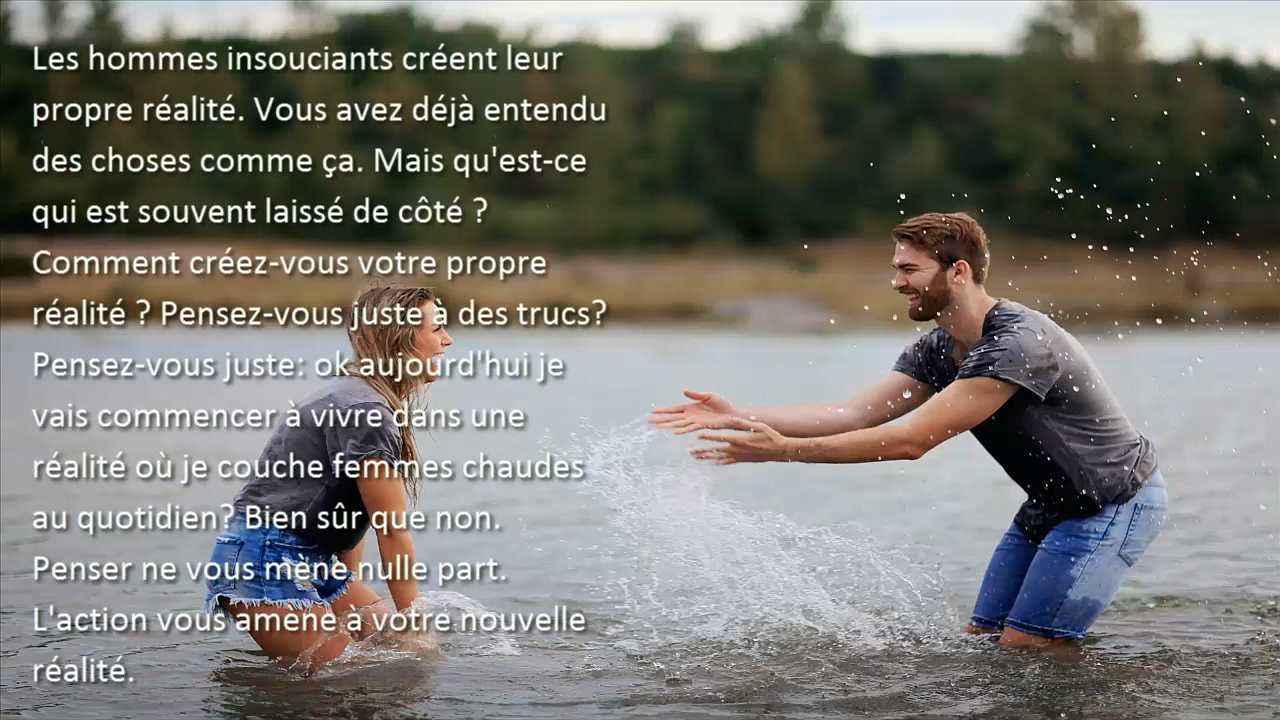 Les hommes insouciants créent leur
propre réalité. Vous avez déjà entendu
des choses comme ça. Mais qu'est-ce
qui est souvent laissé de côté ?
Comment créez-vous votre propre
réalité ? Pensez-vous juste à des trucs?
Pensez-vous juste: ok aujourd'hui je
vais commencer à vivre dans une
réalité où je couche femmes chaudes
au quotidien? Bien sûr que non.
Penser ne vous mène nulle part.
L'action vous amène à votre nouvelle
réalité.